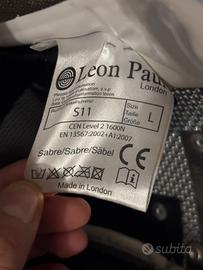 Leon Paul
London
S11
Size
Taille
Größe
L
CEN Level 2 1600N
EN 13567:2002+A1:2007
Sabre/Sabre/Säbel
CE
Made in London
subito